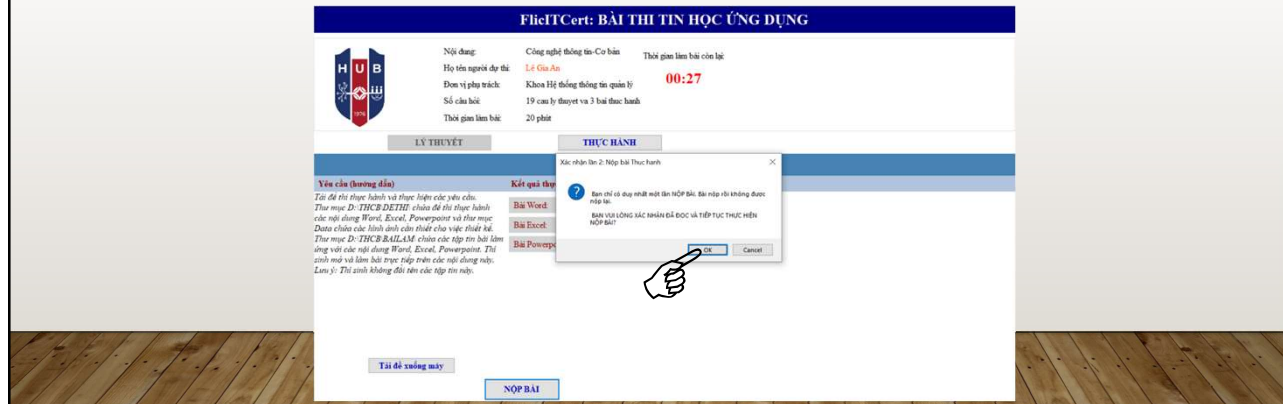 FlicITCert: BÀI THI TIN HỌC ỨNG DỤNG
HUB
1976
Nội dung: Công nghệ thông tin-Cơ bản
Họ tên người dự thi: Lê Gia An
Đơn vị phụ trách: Khoa Hệ thống thông tin quản lý
Số câu hỏi: 19 cau ly thuyet va 3 bai thuc hanh
Thời gian làm bài: 20 phút
Thời gian làm bài còn lại:
00:27
LÝ THUYẾT THỰC HÀNH
Yêu cầu (hướng dẫn)
Tải đề thi thực hành và thực hiện các yêu cầu.
Thư mục D:\THCB\DETHI\ chứa đề thi thực hành
các nội dung Word, Excel, Powerpoint và thư mục
Data chứa các hình ảnh cần thiết cho việc thiết kế.
Thư mục D:\THCB\BAILAM\ chứa các tập tin bài làm
ứng với các nội dung Word, Excel, Powerpoint. Thí
sinh mở và làm bài trực tiếp trên các nội dung này.
Lưu ý: Thí sinh không đổi tên các tập tin này.
Kết quả thự
Bài Word:
Bài Excel:
Bài Powerpo
Xác nhận lần 2: Nộp bài Thuc hanh
Bạn chỉ có duy nhất một lần NỘP BÀI. Bài nộp rồi không được
nộp lại.
BẠN VUI LÒNG XÁC NHẬN ĐÃ ĐỌC VÀ TIẾP TỤC THỰC HIỆN
NỘP BÀI?
OK Cancel
Tải đề xuống máy
NỘP BÀI